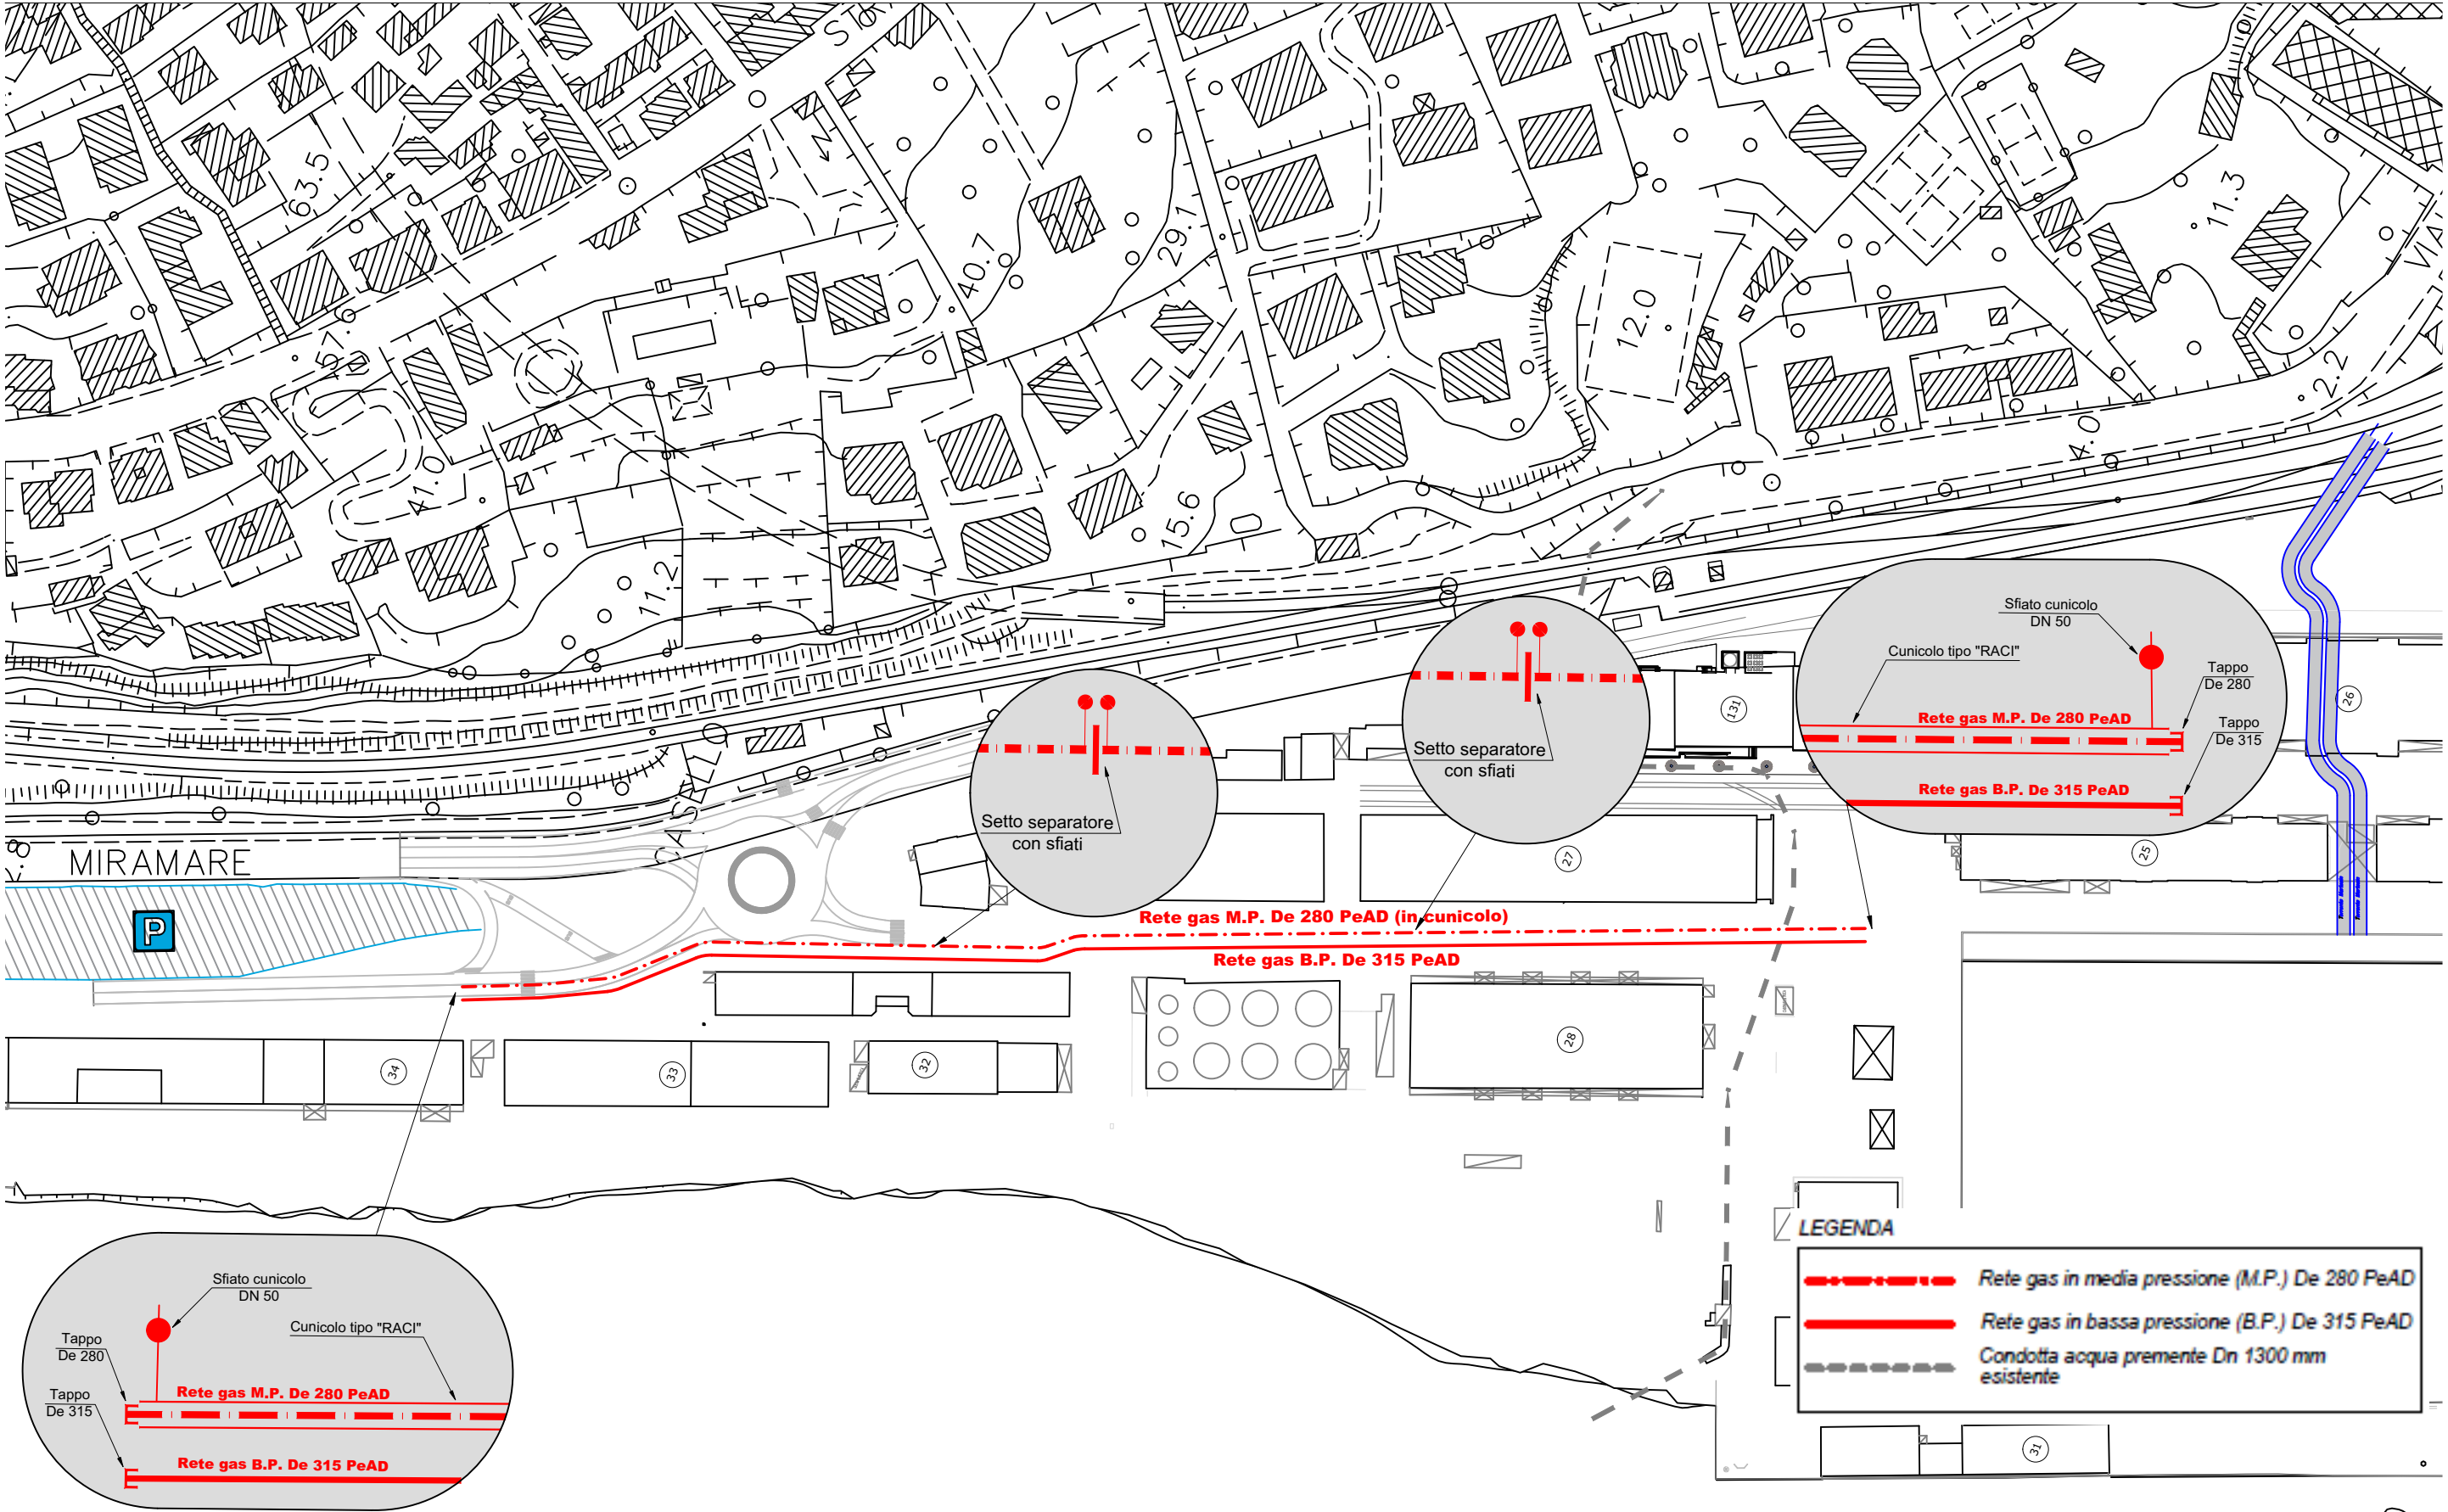 63.5
57.0
41.0
11.2
40.7
29.1
15.6
12.0
11.3
4.0
2.2
MIRAMARE
CASTELLO
P
Setto separatore
con sfiati
Setto separatore
con sfiati
131
Sfiato cunicolo
DN 50
Cunicolo tipo "RACI"
Tappo
De 280
Rete gas M.P. De 280 PeAD
Tappo
De 315
Rete gas B.P. De 315 PeAD
26
27
25
Rete gas M.P. De 280 PeAD (in cunicolo)
Rete gas B.P. De 315 PeAD
34
33
32
28
LEGENDA
Rete gas in media pressione (M.P.) De 280 PeAD
Rete gas in bassa pressione (B.P.) De 315 PeAD
Condotta acqua premente Dn 1300 mm
esistente
Sfiato cunicolo
DN 50
Cunicolo tipo "RACI"
Tappo
De 280
Rete gas M.P. De 280 PeAD
Tappo
De 315
Rete gas B.P. De 315 PeAD
31